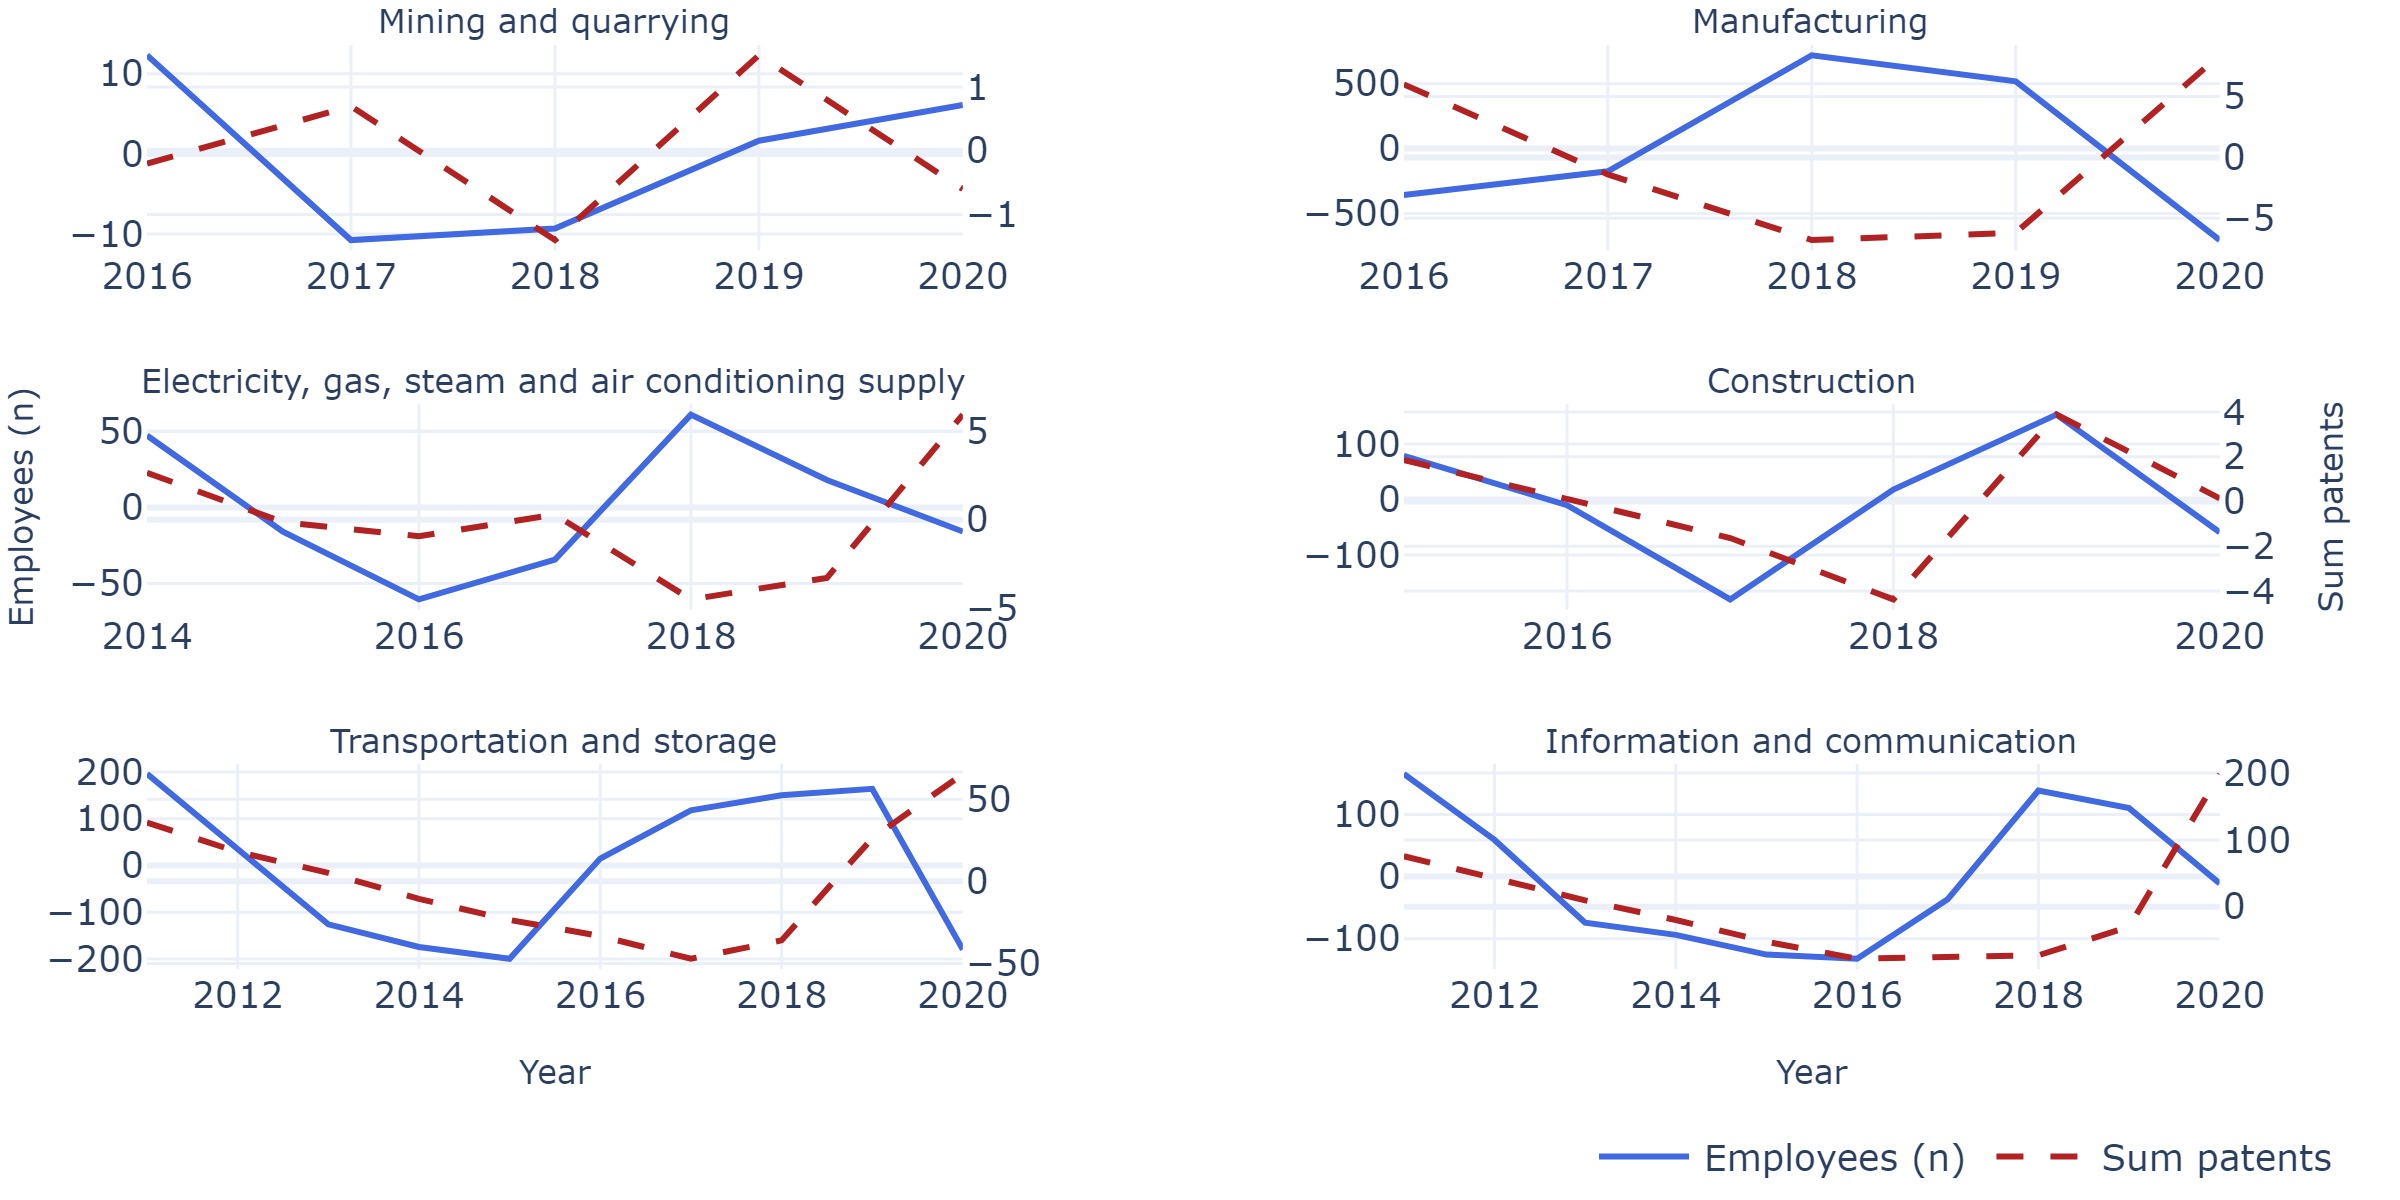 Mining and quarrying
10
0
−10
1
0
−1
2016 2017 2018 2019 2020
Manufacturing
500
0
−500
5
0
−5
2016 2017 2018 2019 2020
Employees (n)
Electricity, gas, steam and air conditioning supply
50
0
−50
5
0
−5
2014 2016 2018 2020
Construction
100
0
−100
4
2
0
−2
−4
2016 2018 2020
Sum patents
Transportation and storage
200
100
0
−100
−200
50
0
−50
2012 2014 2016 2018 2020
Year
Information and communication
100
0
−100
200
100
0
2012 2014 2016 2018 2020
Year
Employees (n) Sum patents